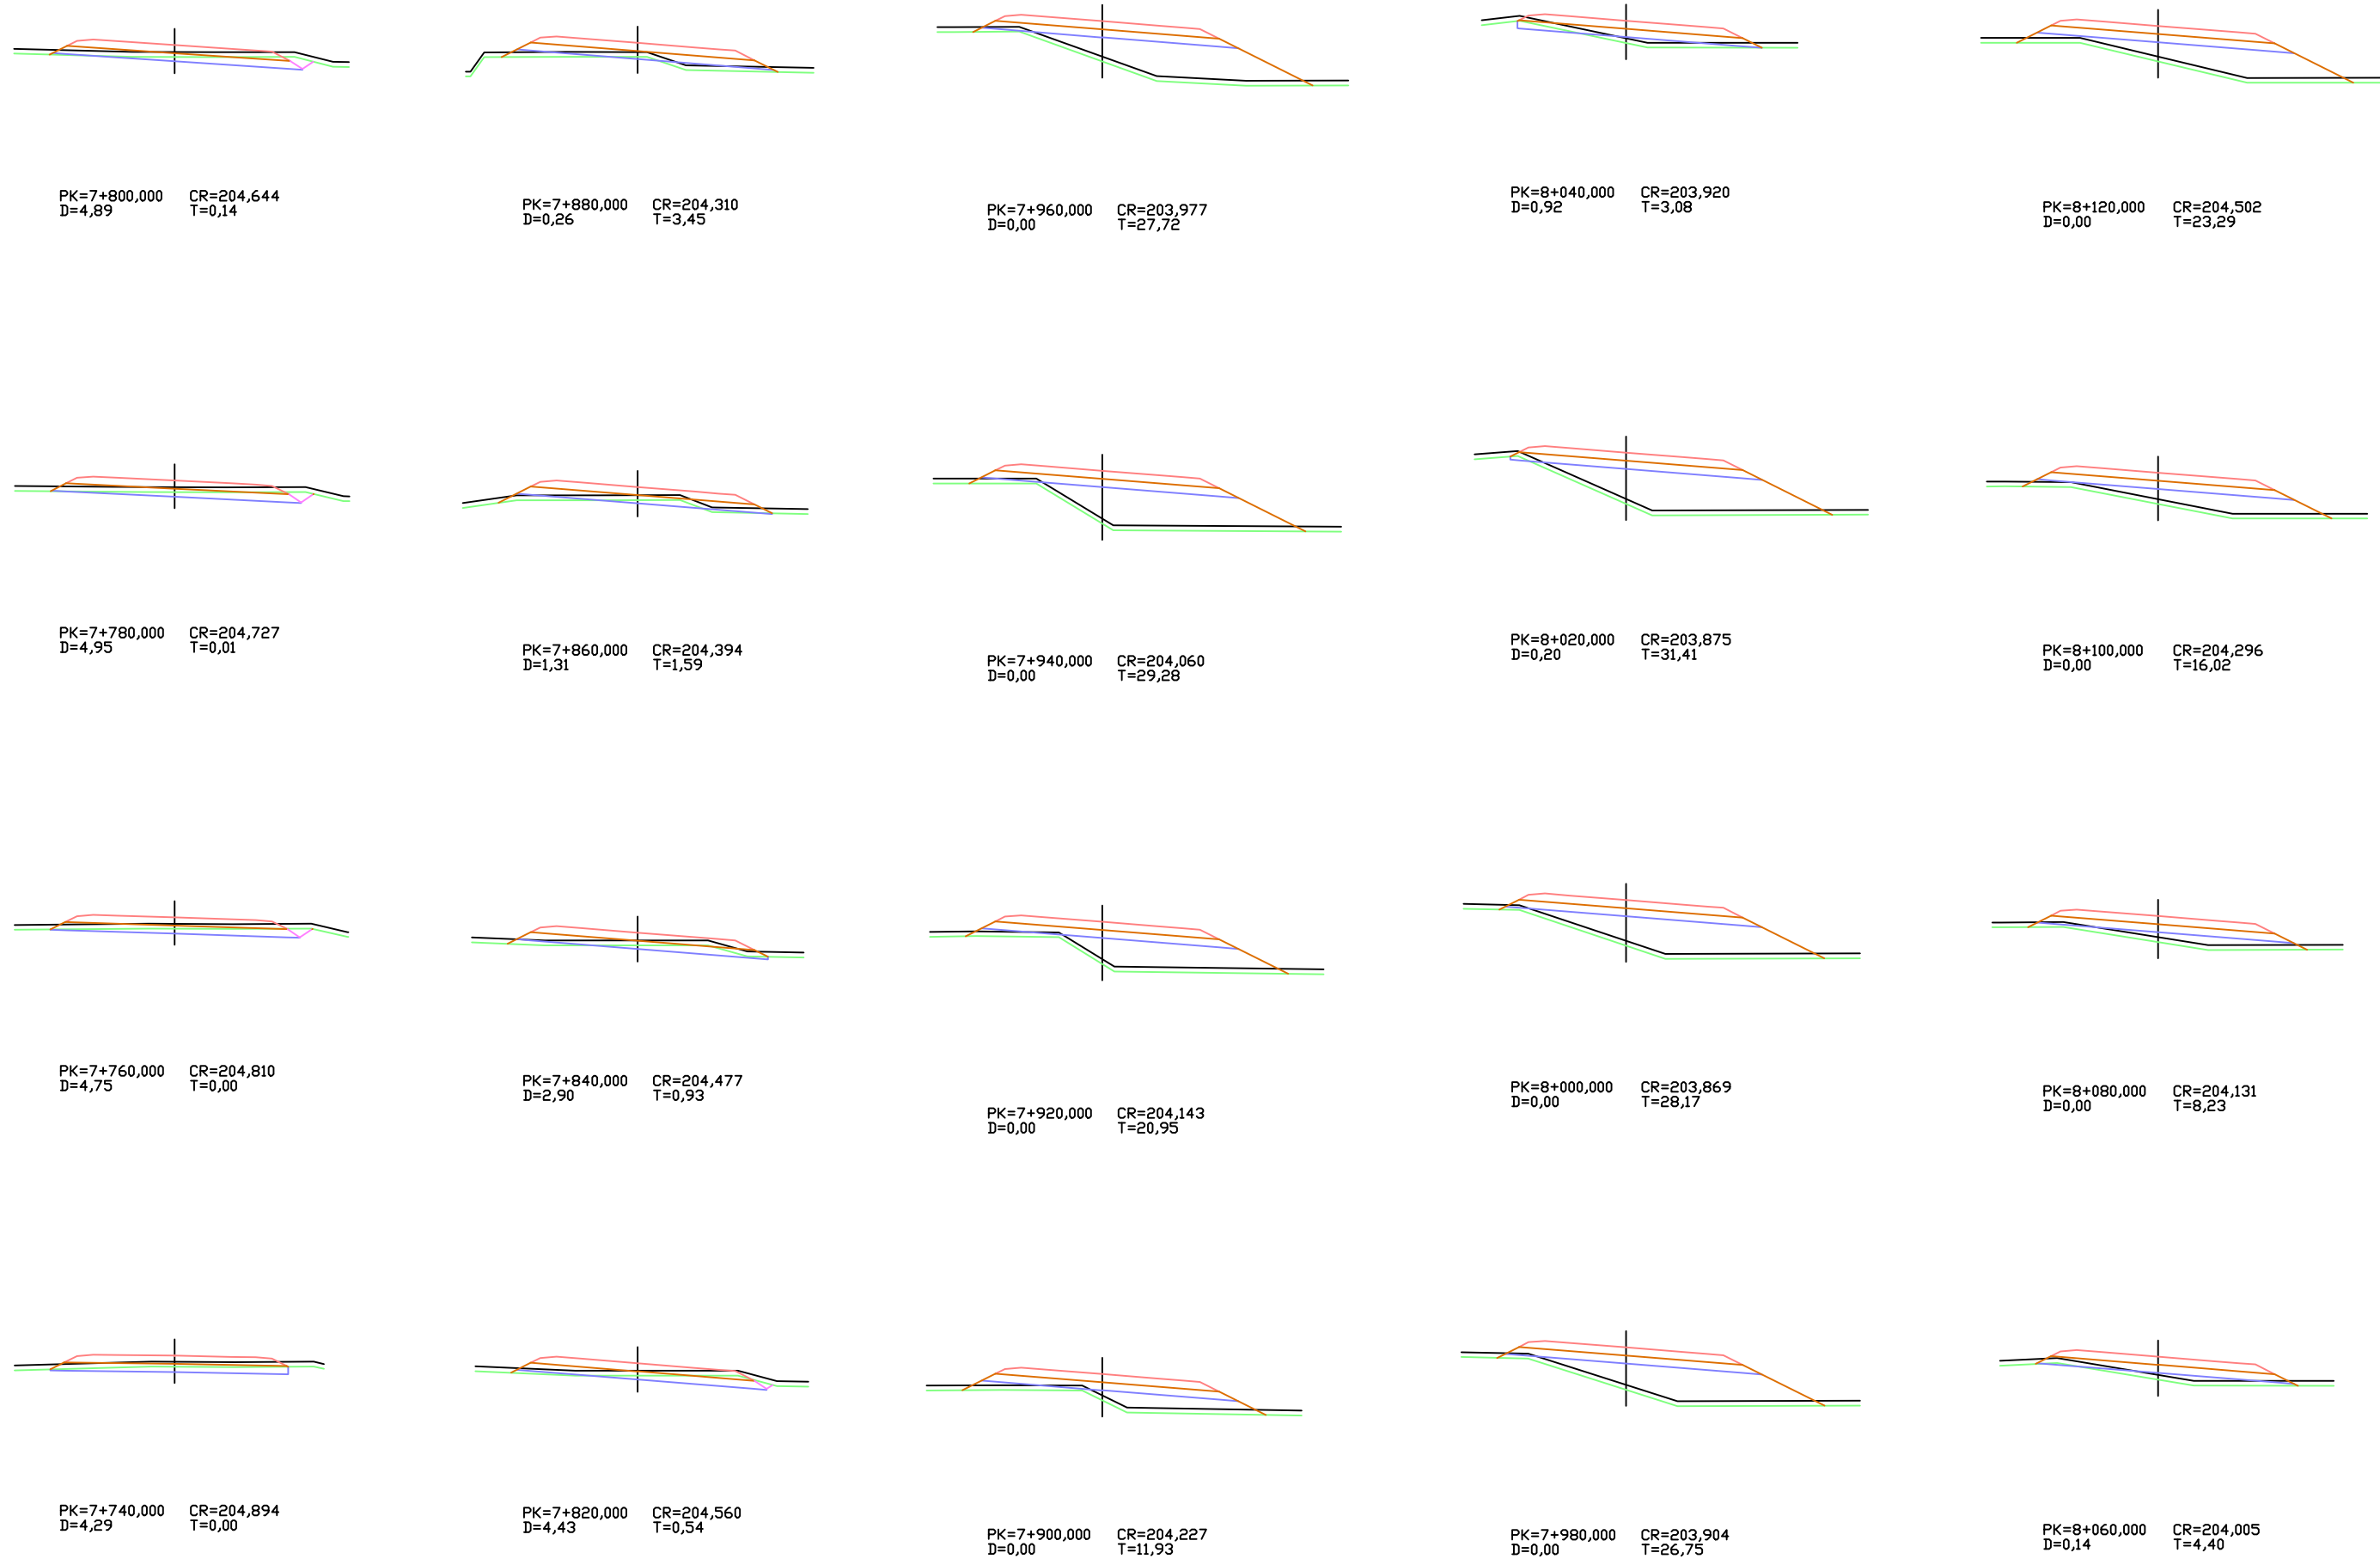 PK=7+800,000 CR=204,644
D=4,89 T=0,14
PK=7+880,000 CR=204,310
D=0,26 T=3,45
PK=7+960,000 CR=203,977
D=0,00 T=27,72
PK=8+040,000 CR=203,920
D=0,92 T=3,08
PK=8+120,000 CR=204,502
D=0,00 T=23,29
PK=7+780,000 CR=204,727
D=4,95 T=0,01
PK=7+860,000 CR=204,394
D=1,31 T=1,59
PK=7+940,000 CR=204,060
D=0,00 T=29,28
PK=8+020,000 CR=203,875
D=0,20 T=31,41
PK=8+100,000 CR=204,296
D=0,00 T=16,02
PK=7+760,000 CR=204,810
D=4,75 T=0,00
PK=7+840,000 CR=204,477
D=2,90 T=0,93
PK=7+920,000 CR=204,143
D=0,00 T=20,95
PK=8+000,000 CR=203,869
D=0,00 T=28,17
PK=8+080,000 CR=204,131
D=0,00 T=8,23
PK=7+740,000 CR=204,894
D=4,29 T=0,00
PK=7+820,000 CR=204,560
D=4,43 T=0,54
PK=7+900,000 CR=204,227
D=0,00 T=11,93
PK=7+980,000 CR=203,904
D=0,00 T=26,75
PK=8+060,000 CR=204,005
D=0,14 T=4,40